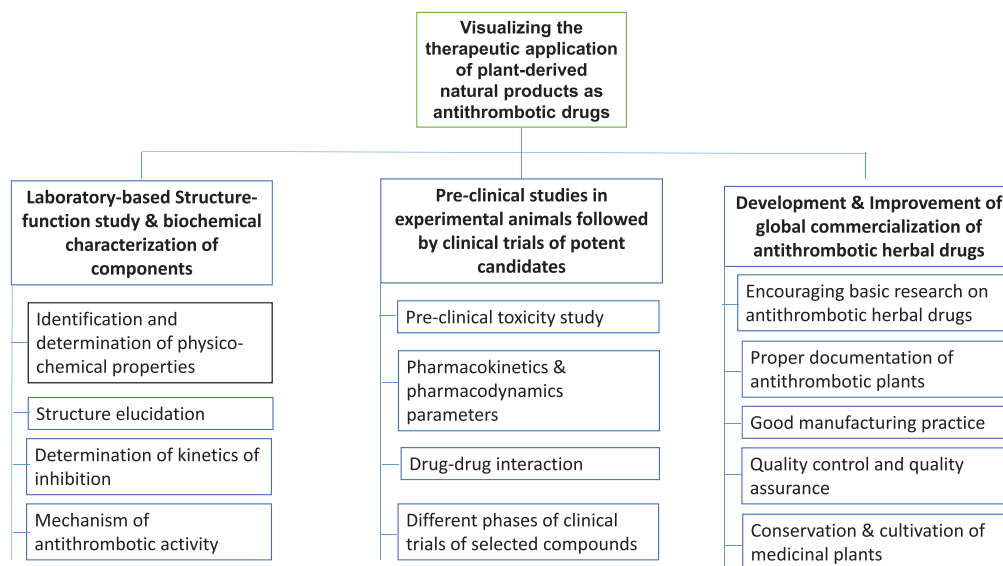 Visualizing the
therapeutic application
of plant-derived
natural products as
antithrombotic drugs
Laboratory-based Structure-
function study & biochemical
characterization of
components
Identification and
determination of physico-
chemical properties
Structure elucidation
Determination of kinetics of
inhibition
Mechanism of
antithrombotic activity
Pre-clinical studies in
experimental animals followed
by clinical trials of potent
candidates
Pre-clinical toxicity study
Pharmacokinetics &
pharmacodynamics
parameters
Drug-drug interaction
Different phases of clinical
trials of selected compounds
Development & Improvement of
global commercialization of
antithrombotic herbal drugs
Encouraging basic research on
antithrombotic herbal drugs
Proper documentation of
antithrombotic plants
Good manufacturing practice
Quality control and quality
assurance
Conservation & cultivation of
medicinal plants